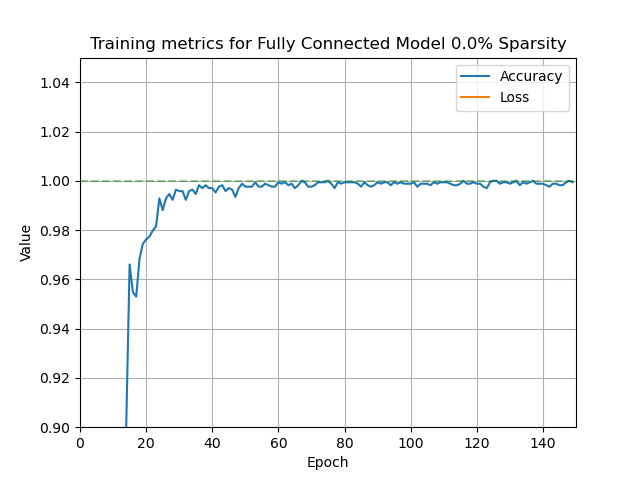 Training metrics for Fully Connected Model 0.0% Sparsity
Accuracy
Loss
1.04
1.02
1.00
0.98
0.96
0.94
0.92
0.90
Value
0 20 40 60 80 100 120 140
Epoch